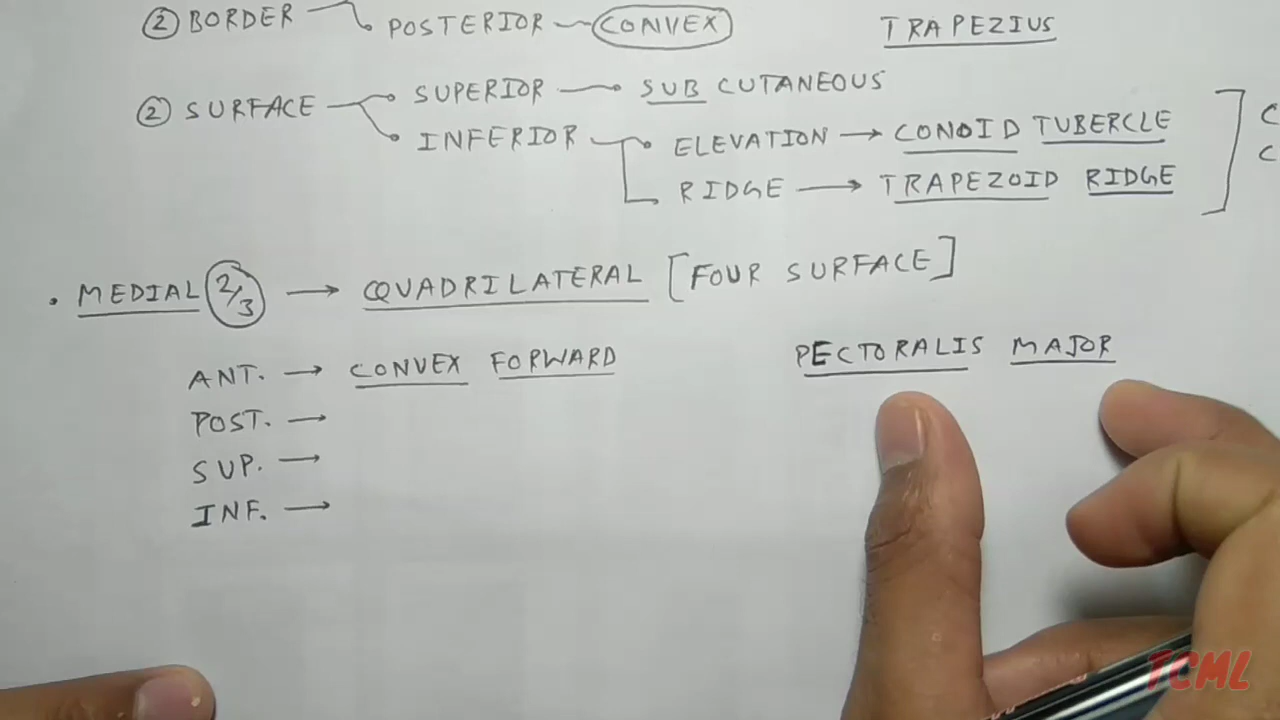 ② BORDER POSTERIOR CONVEX TRAPEZIUS
② SURFACE SUPERIOR SUB CUTANEOUS
INFERIOR ELEVATION → CONOID TUBERCLE
RIDGE → TRAPEZOID RIDGE
. MEDIAL 2/3 → QUADRILATERAL [FOUR SURFACE]
ANT. → CONVEX FORWARD PECTORALIS MAJOR
POST. →
SUP. →
INF. →
TCML